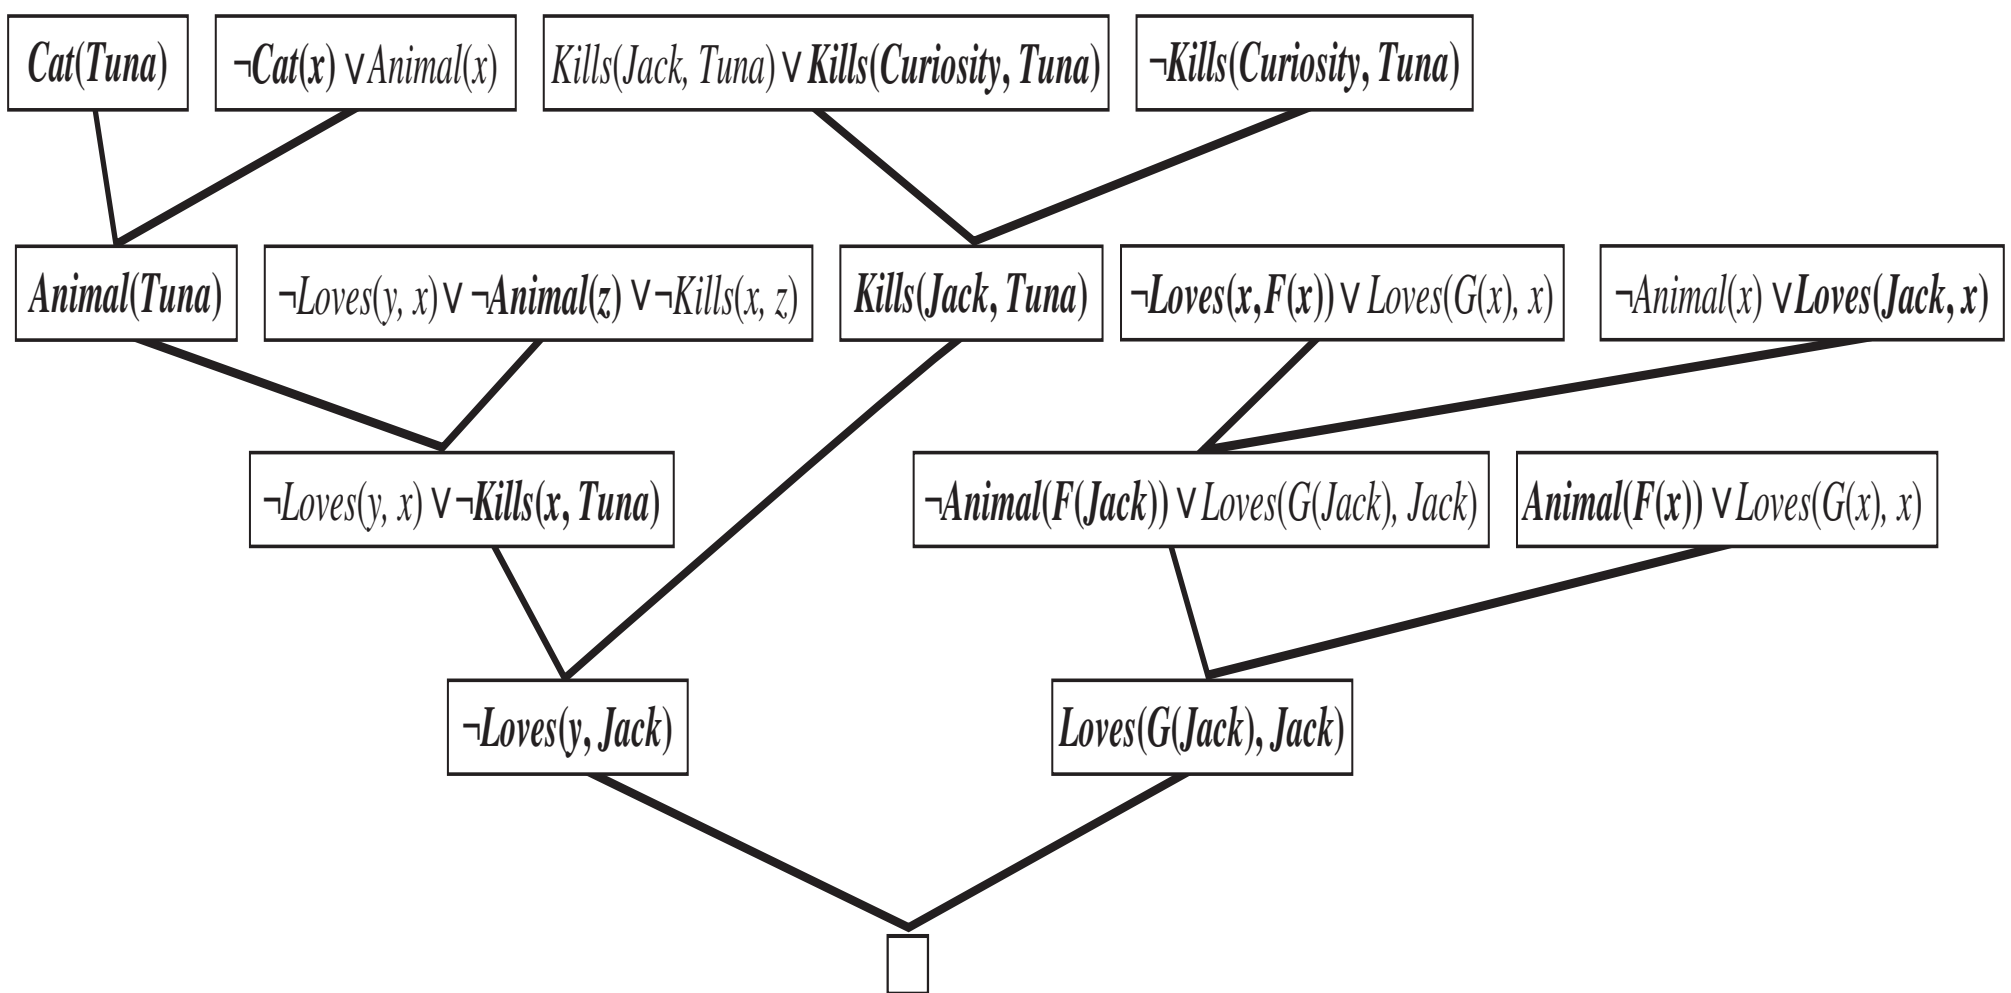 Cat(Tuna)
¬Cat(x) ∨ Animal(x)
Kills(Jack, Tuna) ∨ Kills(Curiosity, Tuna)
¬Kills(Curiosity, Tuna)
Animal(Tuna)
¬Loves(y, x) ∨ ¬Animal(z) ∨ ¬Kills(x, z)
Kills(Jack, Tuna)
¬Loves(x, F(x)) ∨ Loves(G(x), x)
¬Animal(x) ∨ Loves(Jack, x)
¬Loves(y, x) ∨ ¬Kills(x, Tuna)
¬Animal(F(Jack)) ∨ Loves(G(Jack), Jack)
Animal(F(x)) ∨ Loves(G(x), x)
¬Loves(y, Jack)
Loves(G(Jack), Jack)